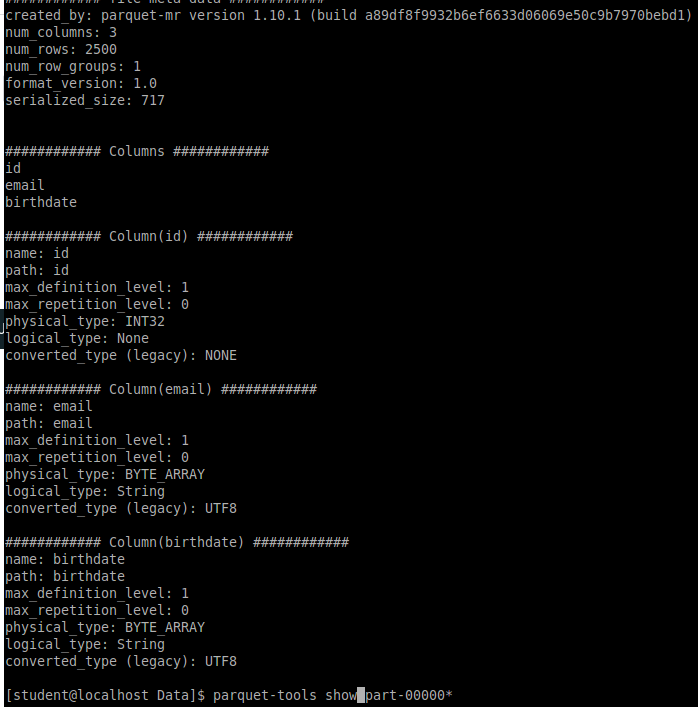 ############ file meta data ############
created_by: parquet-mr version 1.10.1 (build a89df8f9932b6ef6633d06069e50c9b7970bebd1)
num_columns: 3
num_rows: 2500
num_row_groups: 1
format_version: 1.0
serialized_size: 717
############ Columns ############
id
email
birthdate
############ Column(id) ############
name: id
path: id
max_definition_level: 1
max_repetition_level: 0
physical_type: INT32
logical_type: None
converted_type (legacy): NONE
############ Column(email) ############
name: email
path: email
max_definition_level: 1
max_repetition_level: 0
physical_type: BYTE_ARRAY
logical_type: String
converted_type (legacy): UTF8
############ Column(birthdate) ############
name: birthdate
path: birthdate
max_definition_level: 1
max_repetition_level: 0
physical_type: BYTE_ARRAY
logical_type: String
converted_type (legacy): UTF8
[student@localhost Data]$ parquet-tools show part-00000*